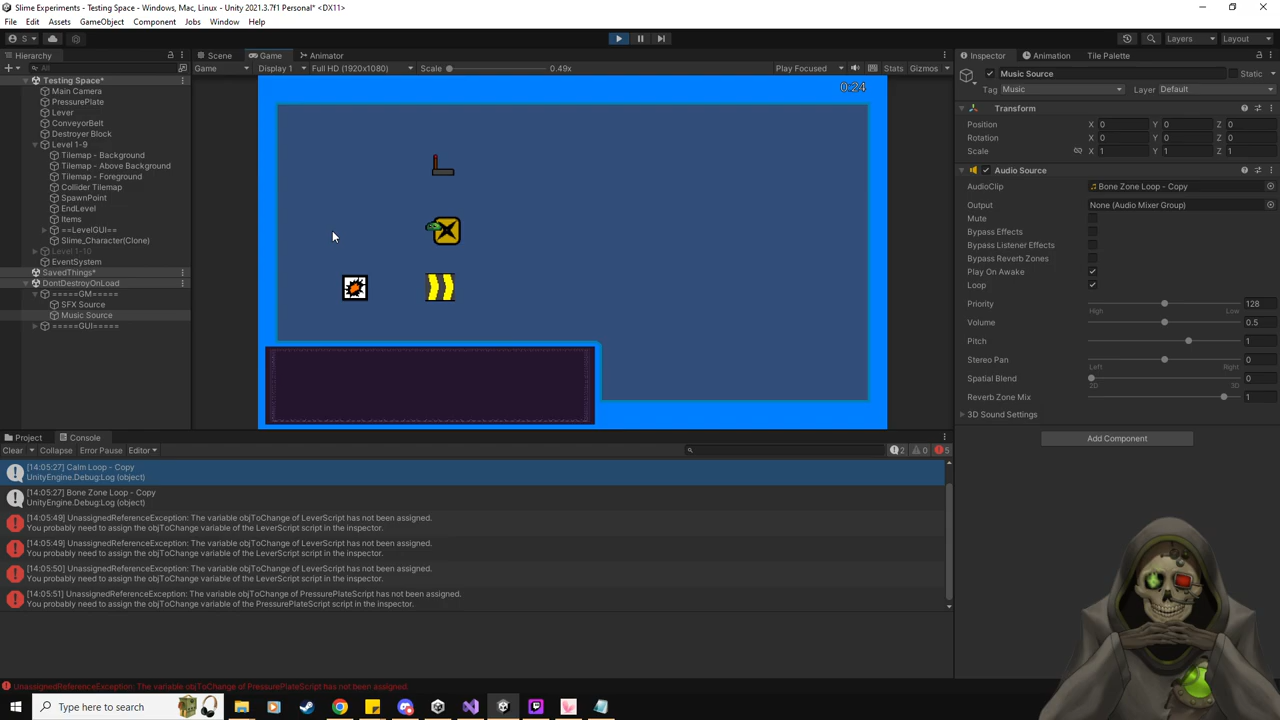 Slime Experiments - Testing Space - Windows, Mac, Linux - Unity 2021.3.7f1 Personal* <DX11>
File Edit Assets GameObject Component Jobs Window Help
S Layers Layout
Hierarchy Scene Game Animator Inspector Animation Tile Palette
All Game Display 1 Full HD (1920x1080) Scale 0.49x Play Focused Stats Gizmos
Music Source Static
Tag Music Layer Default
Testing Space*
Main Camera
PressurePlate
Lever
ConveyorBelt
Destroyer Block
Level 1-9
Tilemap - Background
Tilemap - Above Background
Tilemap - Foreground
Collider Tilemap
SpawnPoint
EndLevel
Items
==LevelGUI==
Slime_Character(Clone)
Level 1-10
EventSystem
SavedThings*
DontDestroyOnLoad
=====GM=====
SFX Source
Music Source
=====GUI=====
0:24
Transform
Position X 0 Y 0 Z 0
Rotation X 0 Y 0 Z 0
Scale X 1 Y 1 Z 1
Audio Source
AudioClip Bone Zone Loop - Copy
Output None (Audio Mixer Group)
Mute
Bypass Effects
Bypass Listener Effects
Bypass Reverb Zones
Play On Awake
Loop
Priority 128
High Low
Volume 0.5
Pitch 1
Stereo Pan 0
Left Right
Spatial Blend 0
2D 3D
Reverb Zone Mix 1
3D Sound Settings
Add Component
Project Console
Clear Collapse Error Pause Editor 2 0 5
[14:05:27] Calm Loop - Copy
UnityEngine.Debug:Log (object)
[14:05:27] Bone Zone Loop - Copy
UnityEngine.Debug:Log (object)
[14:05:49] UnassignedReferenceException: The variable objToChange of LeverScript has not been assigned.
You probably need to assign the objToChange variable of the LeverScript script in the inspector.
[14:05:49] UnassignedReferenceException: The variable objToChange of LeverScript has not been assigned.
You probably need to assign the objToChange variable of the LeverScript script in the inspector.
[14:05:50] UnassignedReferenceException: The variable objToChange of LeverScript has not been assigned.
You probably need to assign the objToChange variable of the LeverScript script in the inspector.
[14:05:51] UnassignedReferenceException: The variable objToChange of PressurePlateScript has not been assigned.
You probably need to assign the objToChange variable of the PressurePlateScript script in the inspector.
UnassignedReferenceException: The variable objToChange of PressurePlateScript has not been assigned.
Type here to search